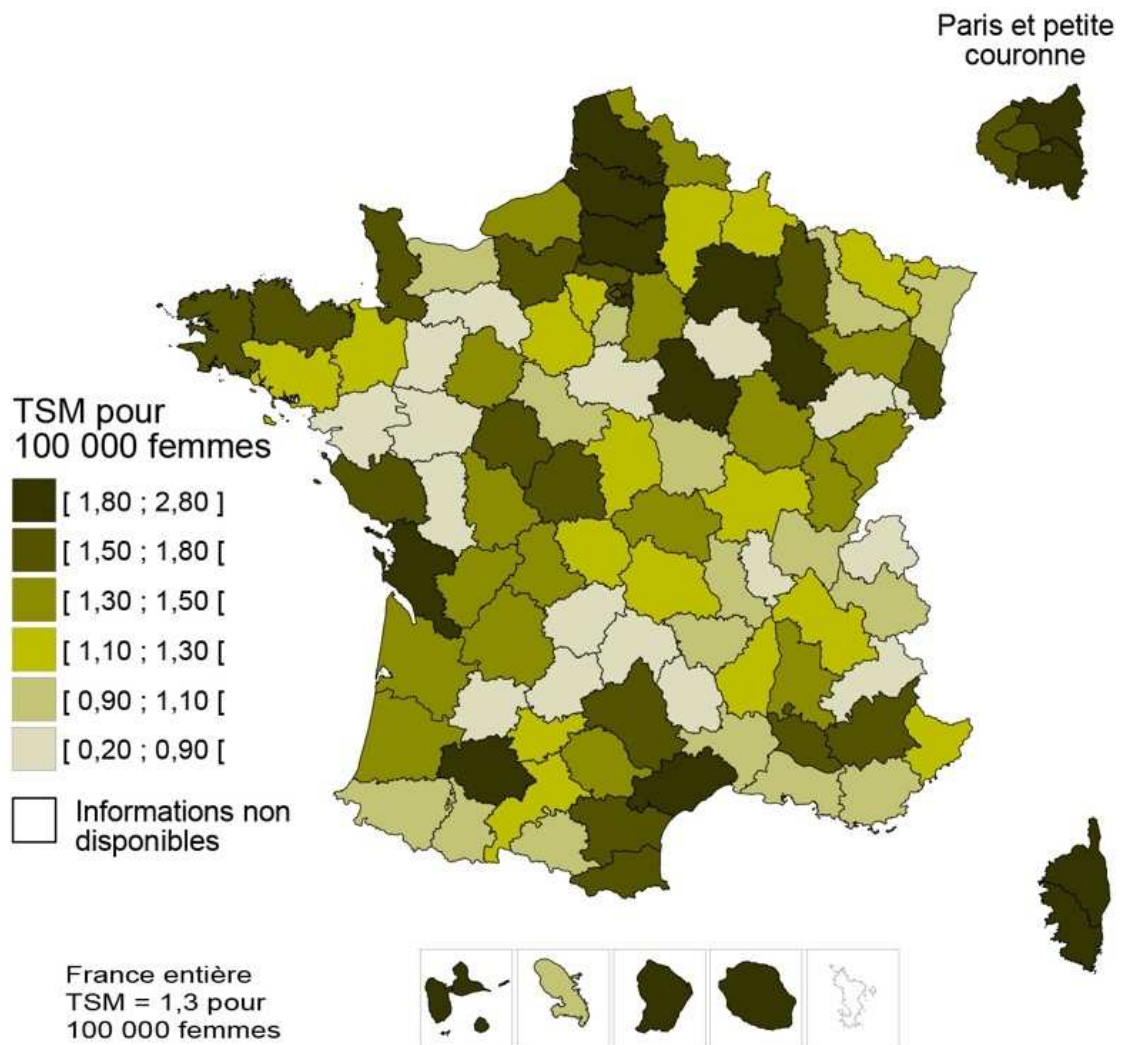 Paris et petite
couronne
TSM pour
100 000 femmes
[ 1,80 ; 2,80 ]
[ 1,50 ; 1,80 [
[ 1,30 ; 1,50 [
[ 1,10 ; 1,30 [
[ 0,90 ; 1,10 [
[ 0,20 ; 0,90 [
Informations non
disponibles
France entière
TSM = 1,3 pour
100 000 femmes